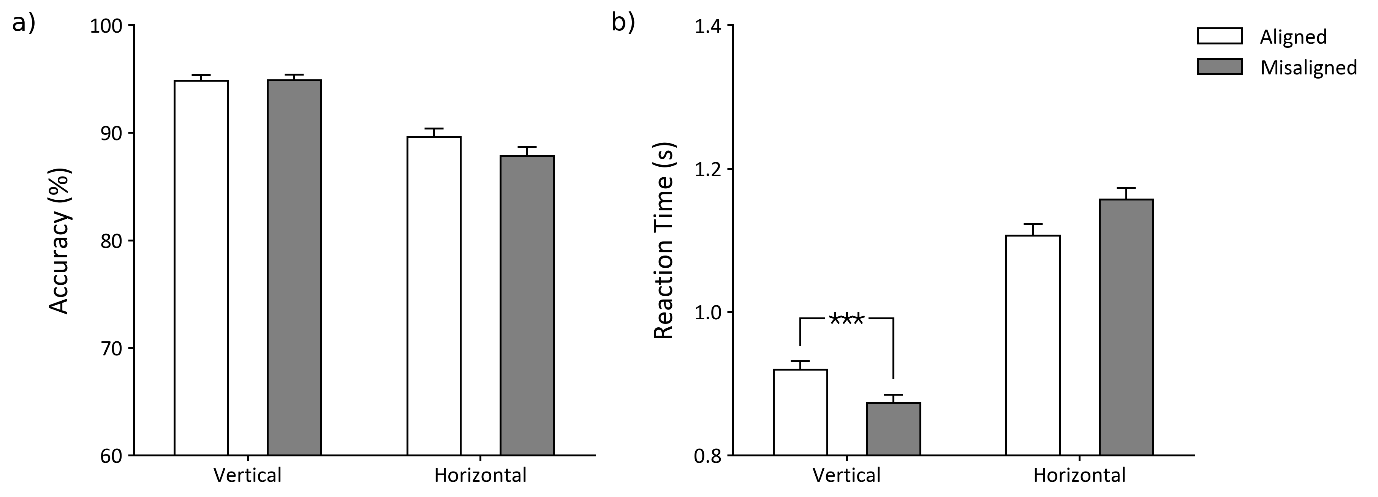 a)
Accuracy (%)
100
90
80
70
60
Vertical
Horizontal
b)
Reaction Time (s)
1.4
1.2
1.0
0.8
***
Vertical
Horizontal
Aligned
Misaligned